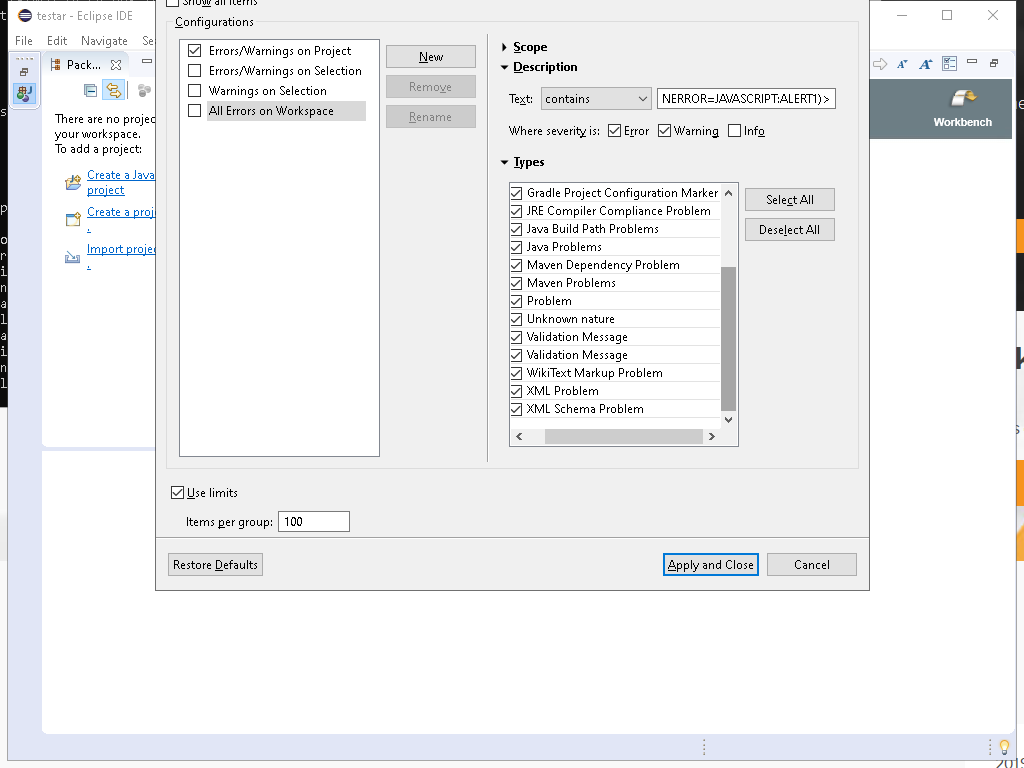 Show all items
testar - Eclipse IDE
File Edit Navigate Se
Configurations
Errors/Warnings on Project
Errors/Warnings on Selection
Warnings on Selection
All Errors on Workspace
New
Remove
Rename
Scope
Description
Text: contains NERROR=JAVASCRIPT:ALERT1)>
Where severity is: Error Warning Info
Types
Gradle Project Configuration Marker
JRE Compiler Compliance Problem
Java Build Path Problems
Java Problems
Maven Dependency Problem
Maven Problems
Problem
Unknown nature
Validation Message
Validation Message
WikiText Markup Problem
XML Problem
XML Schema Problem
Select All
Deselect All
Use limits
Items per group: 100
Restore Defaults
Apply and Close
Cancel
Pack...
There are no projec
your workspace.
To add a project:
Create a Java
project
Create a proj
.
Import projec
.
Workbench
2019